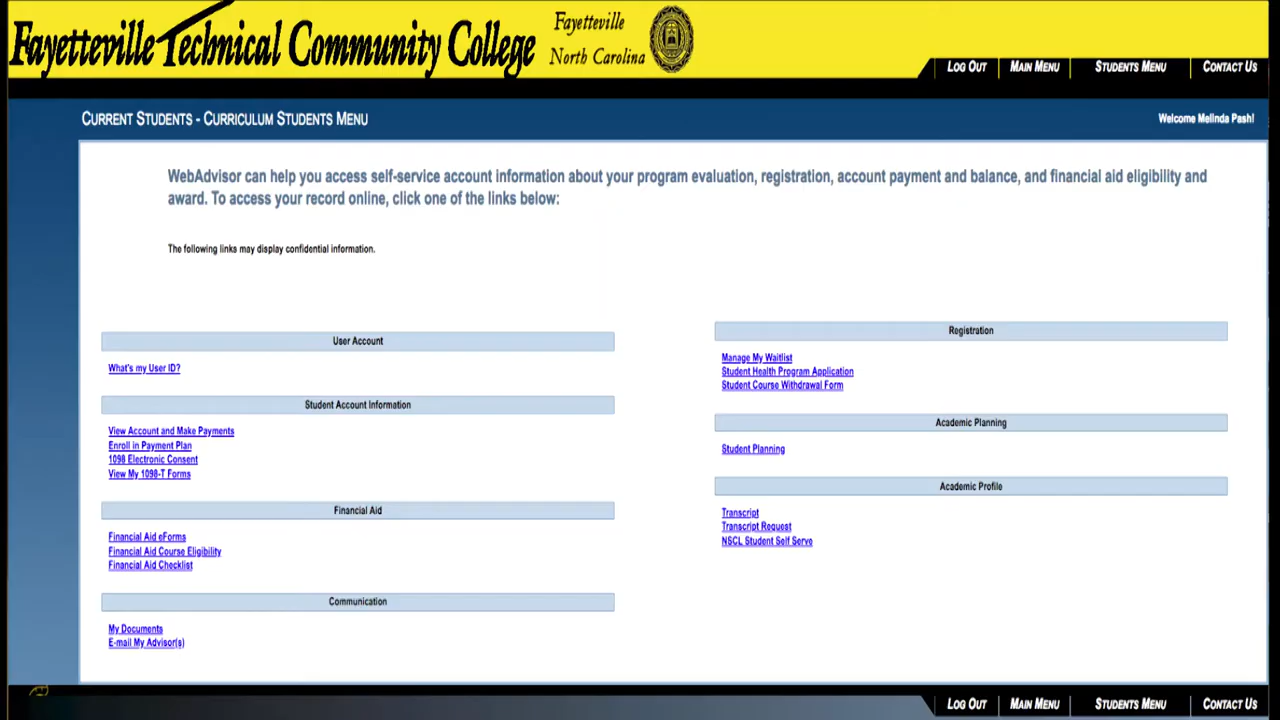 Fayetteville Technical Community College
Fayetteville
North Carolina
LOG OUT
MAIN MENU
STUDENTS MENU
CONTACT US
CURRENT STUDENTS - CURRICULUM STUDENTS MENU
Welcome Melinda Pash!
WebAdvisor can help you access self-service account information about your program evaluation, registration, account payment and balance, and financial aid eligibility and
award. To access your record online, click one of the links below:
The following links may display confidential information.
User Account
What's my User ID?
Student Account Information
View Account and Make Payments
Enroll in Payment Plan
1098 Electronic Consent
View My 1098-T Forms
Financial Aid
Financial Aid eForms
Financial Aid Course Eligibility
Financial Aid Checklist
Communication
My Documents
E-mail My Advisor(s)
Registration
Manage My Waitlist
Student Health Program Application
Student Course Withdrawal Form
Academic Planning
Student Planning
Academic Profile
Transcript
Transcript Request
NSCL Student Self Serve
LOG OUT
MAIN MENU
STUDENTS MENU
CONTACT US